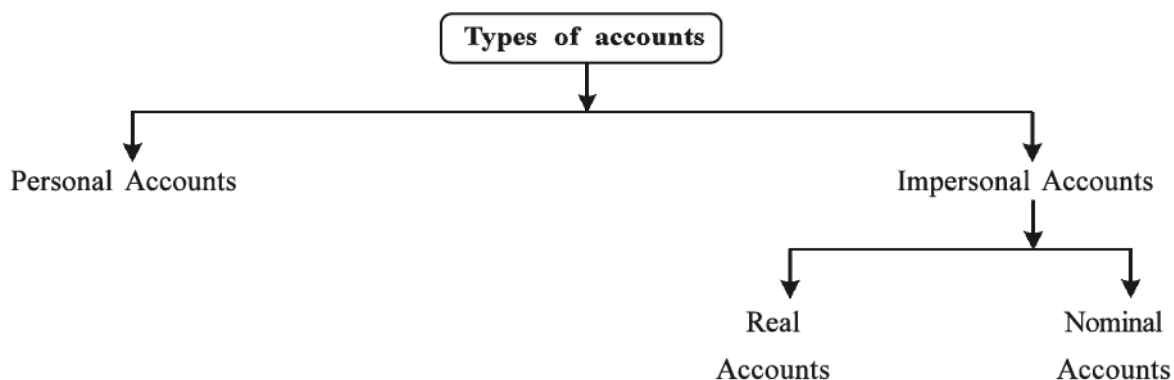 Types of accounts
Personal Accounts
Impersonal Accounts
Real
Accounts
Nominal
Accounts